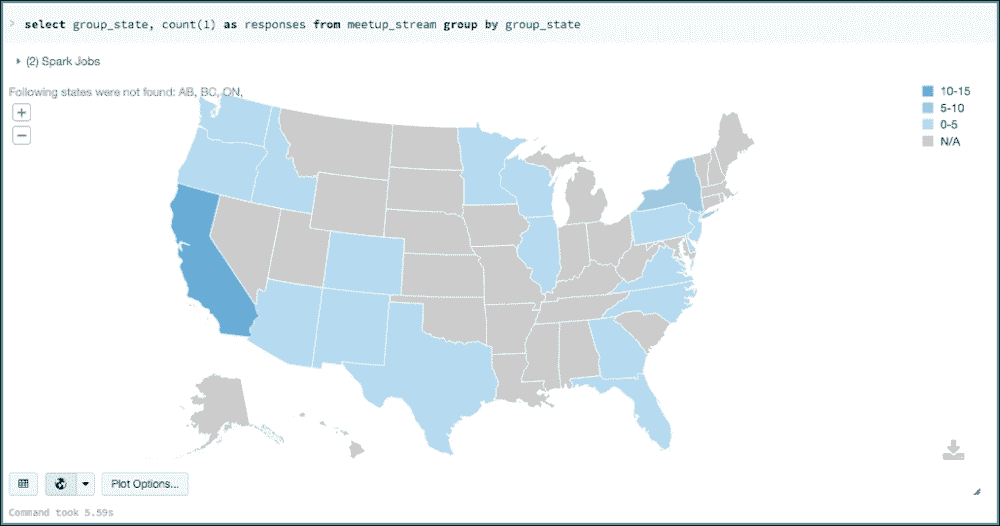 > select group_state, count(1) as responses from meetup_stream group by group_state
(2) Spark Jobs
Following states were not found: AB, BC, ON,
+
−
10-15
5-10
0-5
N/A
Plot Options...
Command took 5.59s